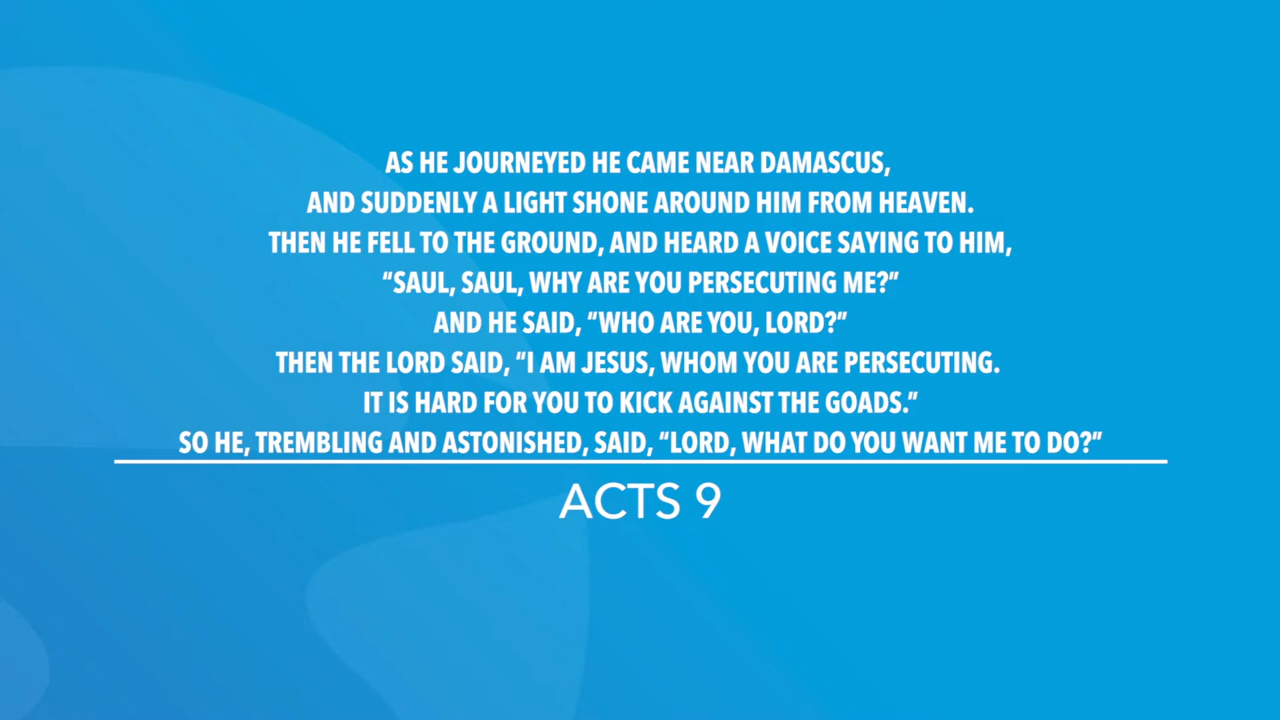 AS HE JOURNEYED HE CAME NEAR DAMASCUS,
AND SUDDENLY A LIGHT SHONE AROUND HIM FROM HEAVEN.
THEN HE FELL TO THE GROUND, AND HEARD A VOICE SAYING TO HIM,
“SAUL, SAUL, WHY ARE YOU PERSECUTING ME?”
AND HE SAID, “WHO ARE YOU, LORD?”
THEN THE LORD SAID, “I AM JESUS, WHOM YOU ARE PERSECUTING.
IT IS HARD FOR YOU TO KICK AGAINST THE GOADS.”
SO HE, TREMBLING AND ASTONISHED, SAID, “LORD, WHAT DO YOU WANT ME TO DO?”
ACTS 9